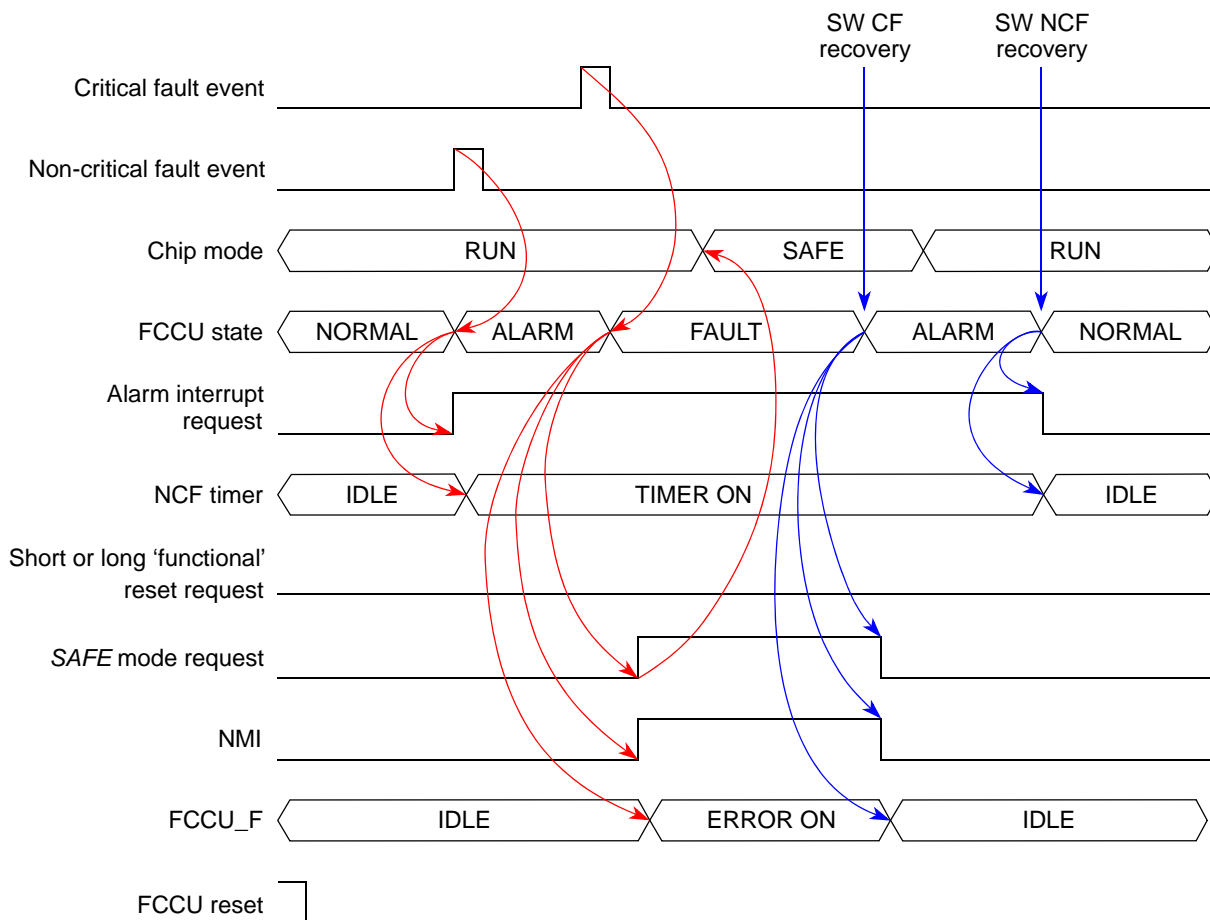 SW CF
recovery
SW NCF
recovery
Critical fault event
Non-critical fault event
Chip mode
RUN
SAFE
RUN
FCCU state
NORMAL
ALARM
FAULT
ALARM
NORMAL
Alarm interrupt
request
NCF timer
IDLE
TIMER ON
IDLE
Short or long ‘functional’
reset request
SAFE mode request
NMI
FCCU_F
IDLE
ERROR ON
IDLE
FCCU reset